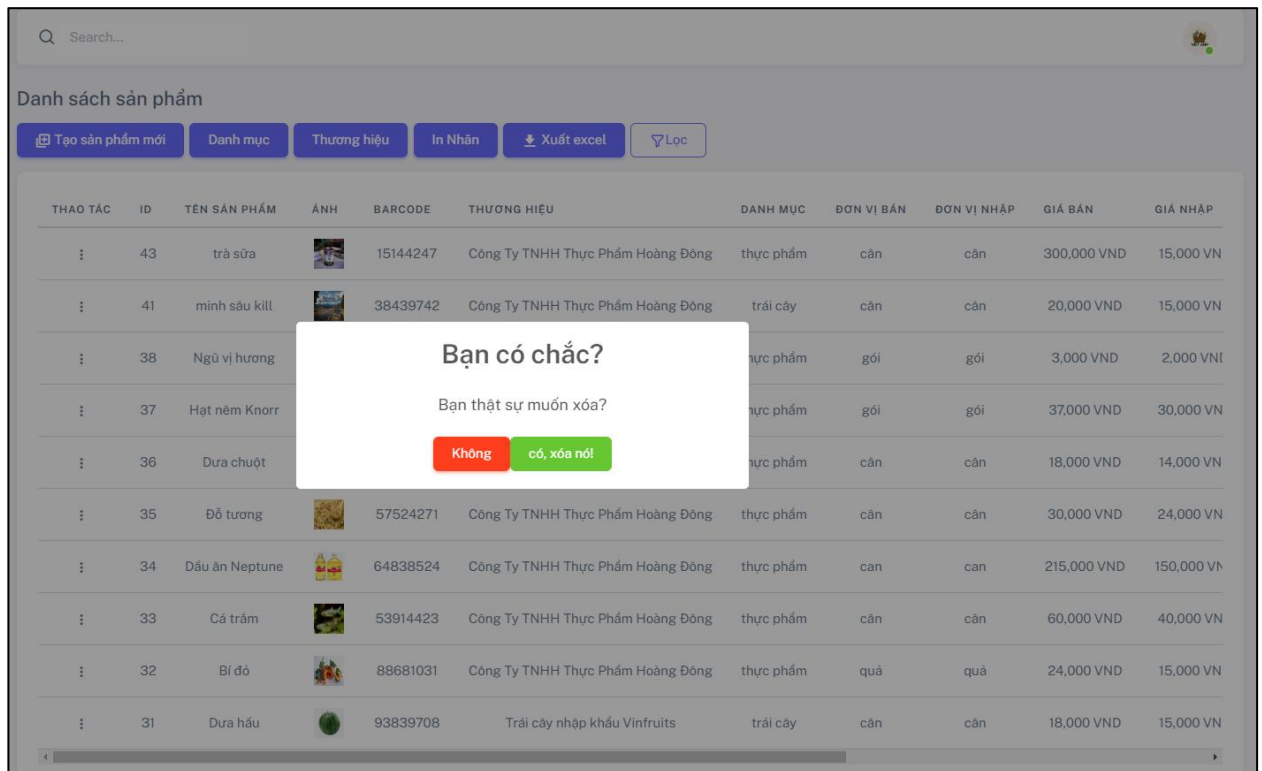 Search...
Danh sách sản phẩm
Tạo sản phẩm mới Danh mục Thương hiệu In Nhãn Xuất excel Lọc
THAO TÁC ID TÊN SẢN PHẨM ẢNH BARCODE THƯƠNG HIỆU DANH MỤC ĐƠN VỊ BÁN ĐƠN VỊ NHẬP GIÁ BÁN GIÁ NHẬP
43 trà sữa 15144247 Công Ty TNHH Thực Phẩm Hoàng Đông thực phẩm cân cân 300,000 VND 15,000 VN
41 minh sâu kill 38439742 Công Ty TNHH Thực Phẩm Hoàng Đông trái cây cân cân 20,000 VND 15,000 VN
38 Ngũ vị hương hực phẩm gói gói 3,000 VND 2,000 VND
37 Hạt nêm Knorr hực phẩm gói gói 37,000 VND 30,000 VN
36 Dưa chuột hực phẩm cân cân 18,000 VND 14,000 VN
Bạn có chắc?
Bạn thật sự muốn xóa?
Không có, xóa nó!
35 Đỗ tương 57524271 Công Ty TNHH Thực Phẩm Hoàng Đông thực phẩm cân cân 30,000 VND 24,000 VN
34 Dầu ăn Neptune 64838524 Công Ty TNHH Thực Phẩm Hoàng Đông thực phẩm can can 215,000 VND 150,000 VN
33 Cá trắm 53914423 Công Ty TNHH Thực Phẩm Hoàng Đông thực phẩm cân cân 60,000 VND 40,000 VN
32 Bí đỏ 88681031 Công Ty TNHH Thực Phẩm Hoàng Đông thực phẩm quả quả 24,000 VND 15,000 VN
31 Dưa hấu 93839708 Trái cây nhập khẩu Vinfruits trái cây cân cân 18,000 VND 15,000 VN